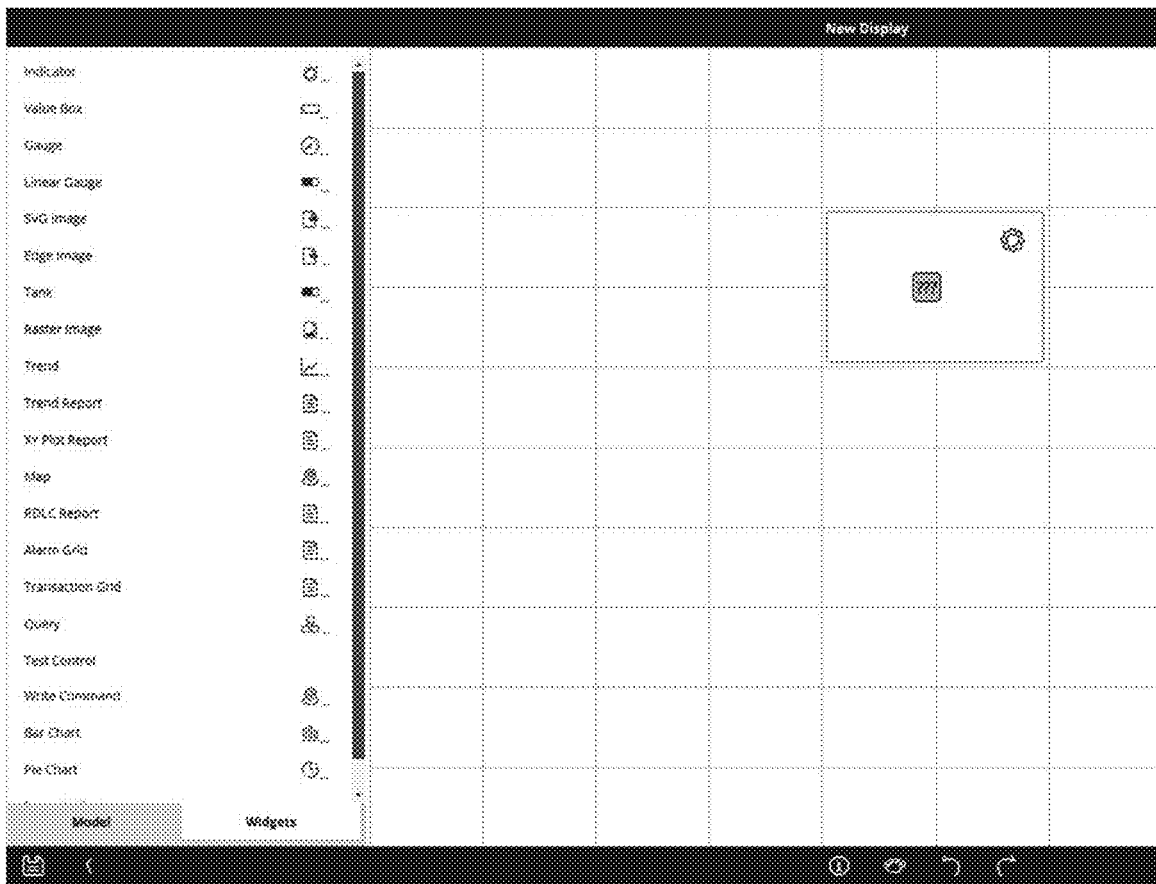 New Display
Indicator
Value Box
Gauge
Linear Gauge
SVG Image
Edge Image
Tank
Raster Image
Trend
Trend Report
XY Plot Report
Map
RDLC Report
Alarm Grid
Transaction Grid
Query
Test Control
Write Command
Bar Chart
Pie Chart
Model
Widgets
???